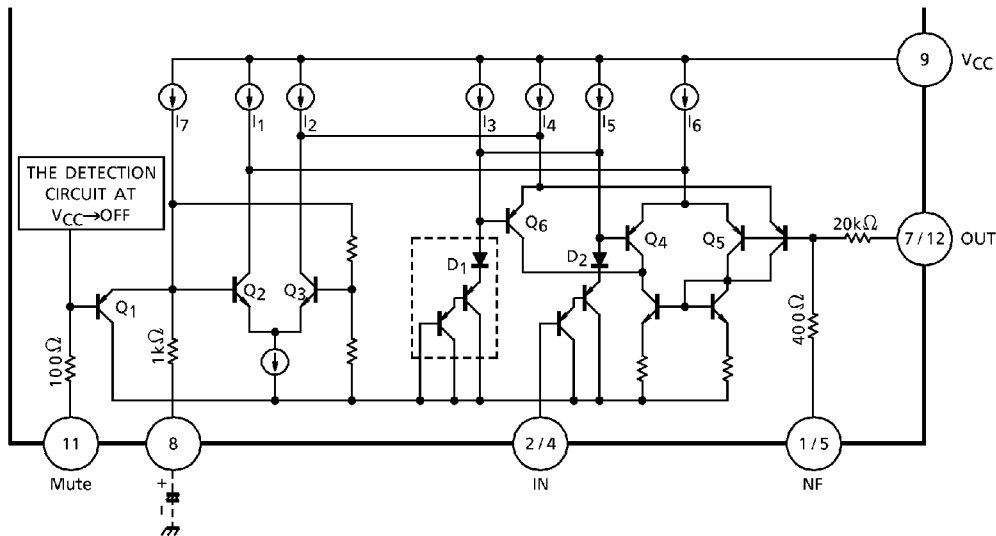 9
VCC
I7
I1
I2
I3
I4
I5
I6
THE DETECTION
CIRCUIT AT
VCC→OFF
Q6
Q4
Q5
20kΩ
7 / 12
OUT
D1
D2
Q1
Q2
Q3
100Ω
1kΩ
400Ω
11
8
2 / 4
1 / 5
Mute
IN
NF
+